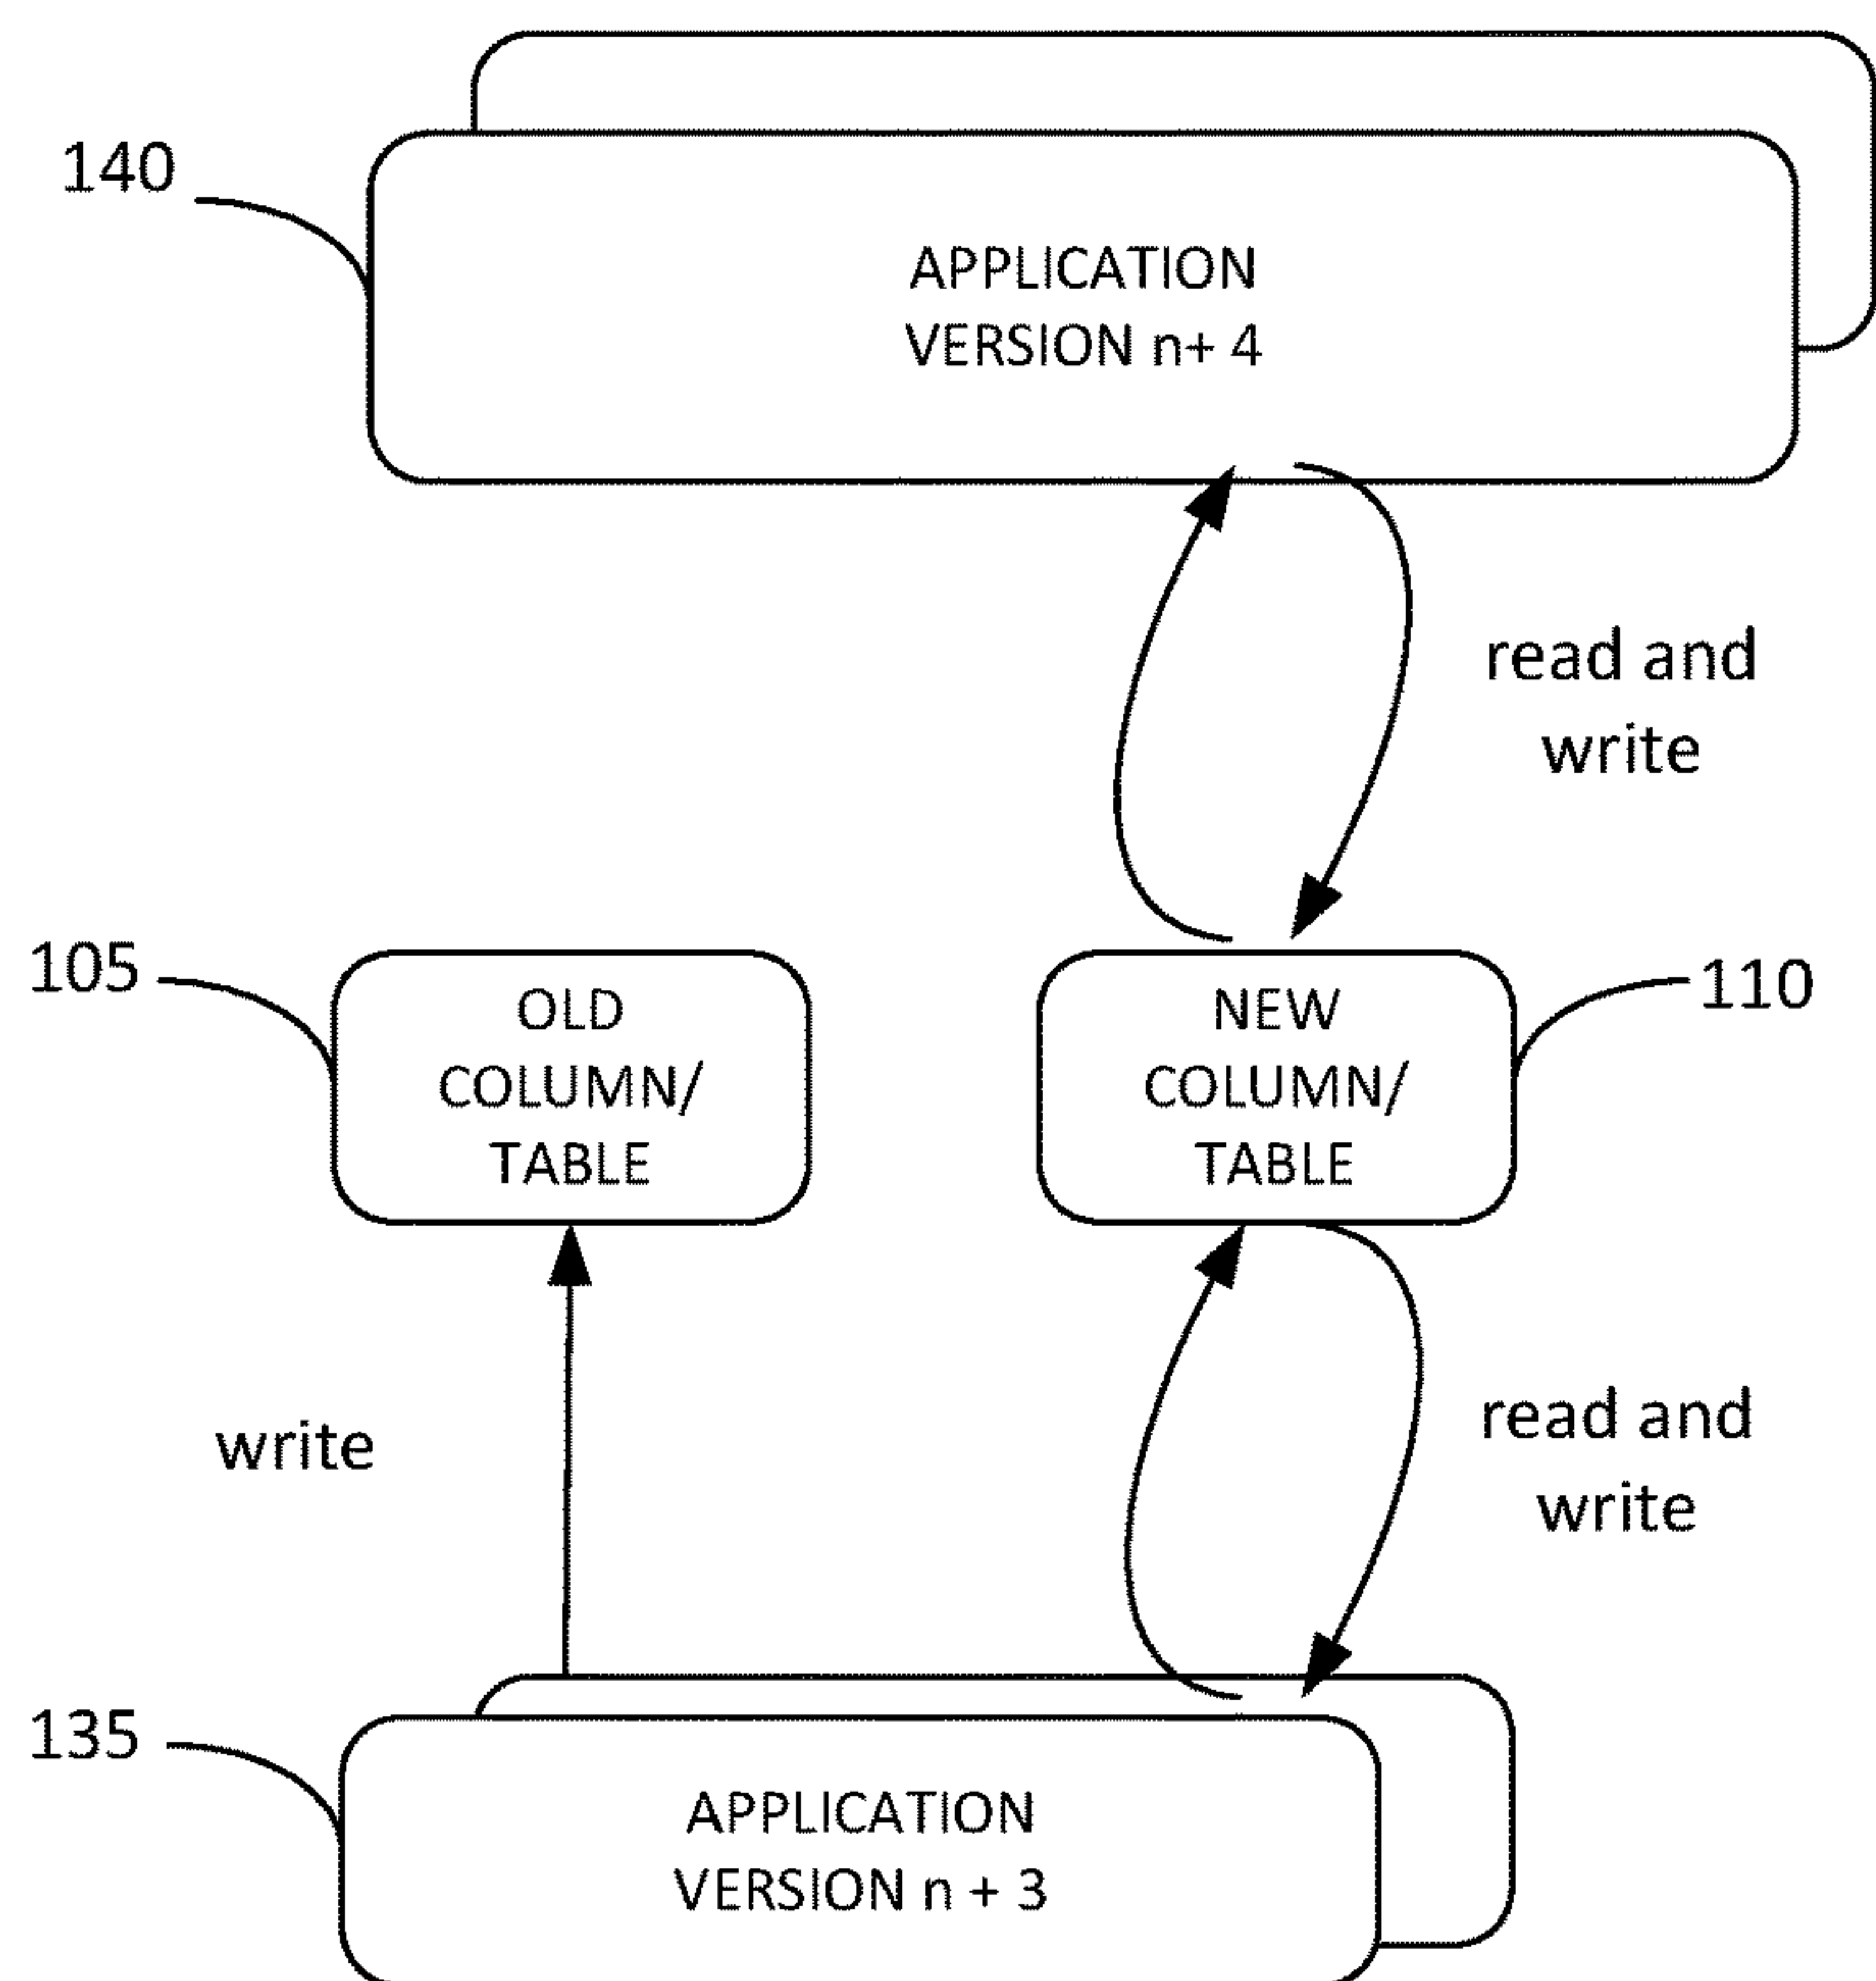 140
APPLICATION
VERSION n+ 4
read and
write
105
OLD
COLUMN/
TABLE
NEW
COLUMN/
TABLE
110
write
read and
write
135
APPLICATION
VERSION n + 3